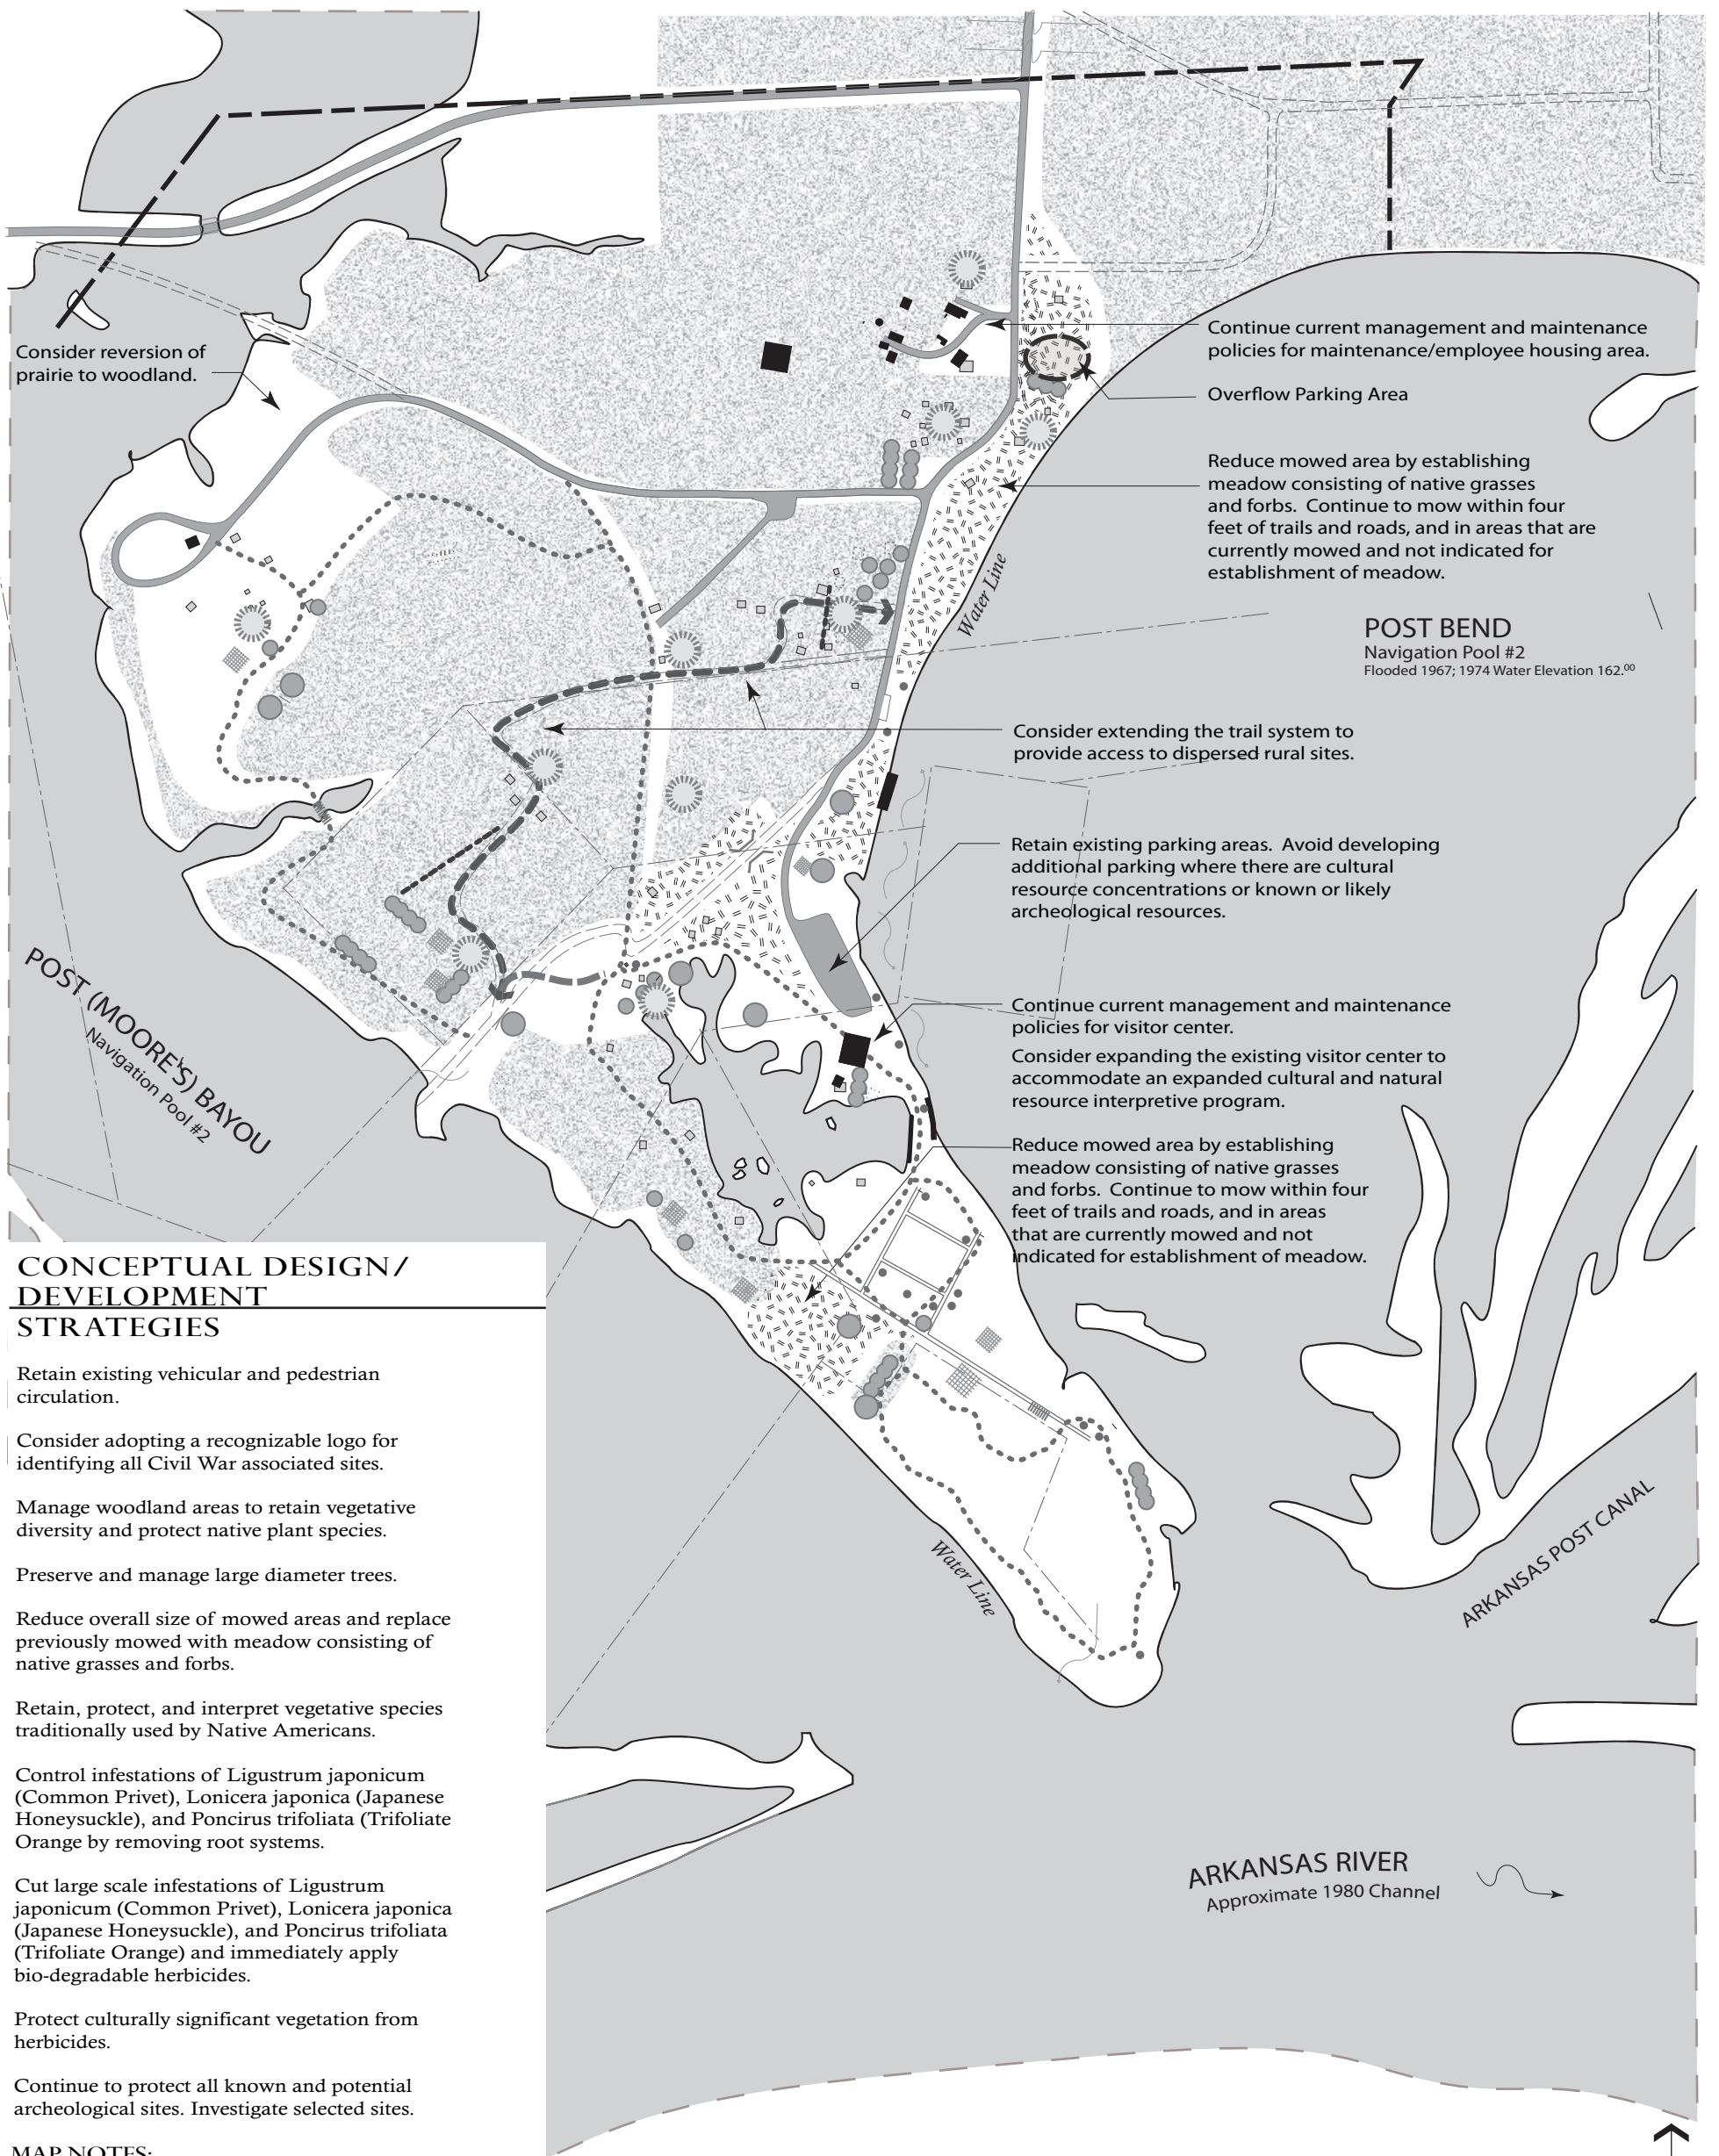 Consider reversion of
prairie to woodland.
Continue current management and maintenance
policies for maintenance/employee housing area.
Overflow Parking Area
Reduce mowed area by establishing
meadow consisting of native grasses
and forbs.  Continue to mow within four
feet of trails and roads, and in areas that are
currently mowed and not indicated for
establishment of meadow.
Water Line
POST BEND
Navigation Pool #2
Flooded 1967; 1974 Water Elevation 162.00
Consider extending the trail system to
provide access to dispersed rural sites.
Retain existing parking areas.  Avoid developing
additional parking where there are cultural
resource concentrations or known or likely
archeological resources.
POST (MOORE'S) BAYOU
Navigation Pool #2
Continue current management and maintenance
policies for visitor center.
Consider expanding the existing visitor center to
accommodate an expanded cultural and natural
resource interpretive program.
Reduce mowed area by establishing
meadow consisting of native grasses
and forbs.  Continue to mow within four
feet of trails and roads, and in areas
that are currently mowed and not
indicated for establishment of meadow.
Water Line
ARKANSAS POST CANAL
ARKANSAS RIVER
Approximate 1980 Channel
CONCEPTUAL DESIGN/
DEVELOPMENT
STRATEGIES
Retain existing vehicular and pedestrian
circulation.
Consider adopting a recognizable logo for
identifying all Civil War associated sites.
Manage woodland areas to retain vegetative
diversity and protect native plant species.
Preserve and manage large diameter trees.
Reduce overall size of mowed areas and replace
previously mowed with meadow consisting of
native grasses and forbs.
Retain, protect, and interpret vegetative species
traditionally used by Native Americans.
Control infestations of Ligustrum japonicum
(Common Privet), Lonicera japonica (Japanese
Honeysuckle), and Poncirus trifoliata (Trifoliate
Orange by removing root systems.
Cut large scale infestations of Ligustrum
japonicum (Common Privet), Lonicera japonica
(Japanese Honeysuckle), and Poncirus trifoliata
(Trifoliate Orange) and immediately apply
bio-degradable herbicides.
Protect culturally significant vegetation from
herbicides.
Continue to protect all known and potential
archeological sites. Investigate selected sites.
MAP NOTES: